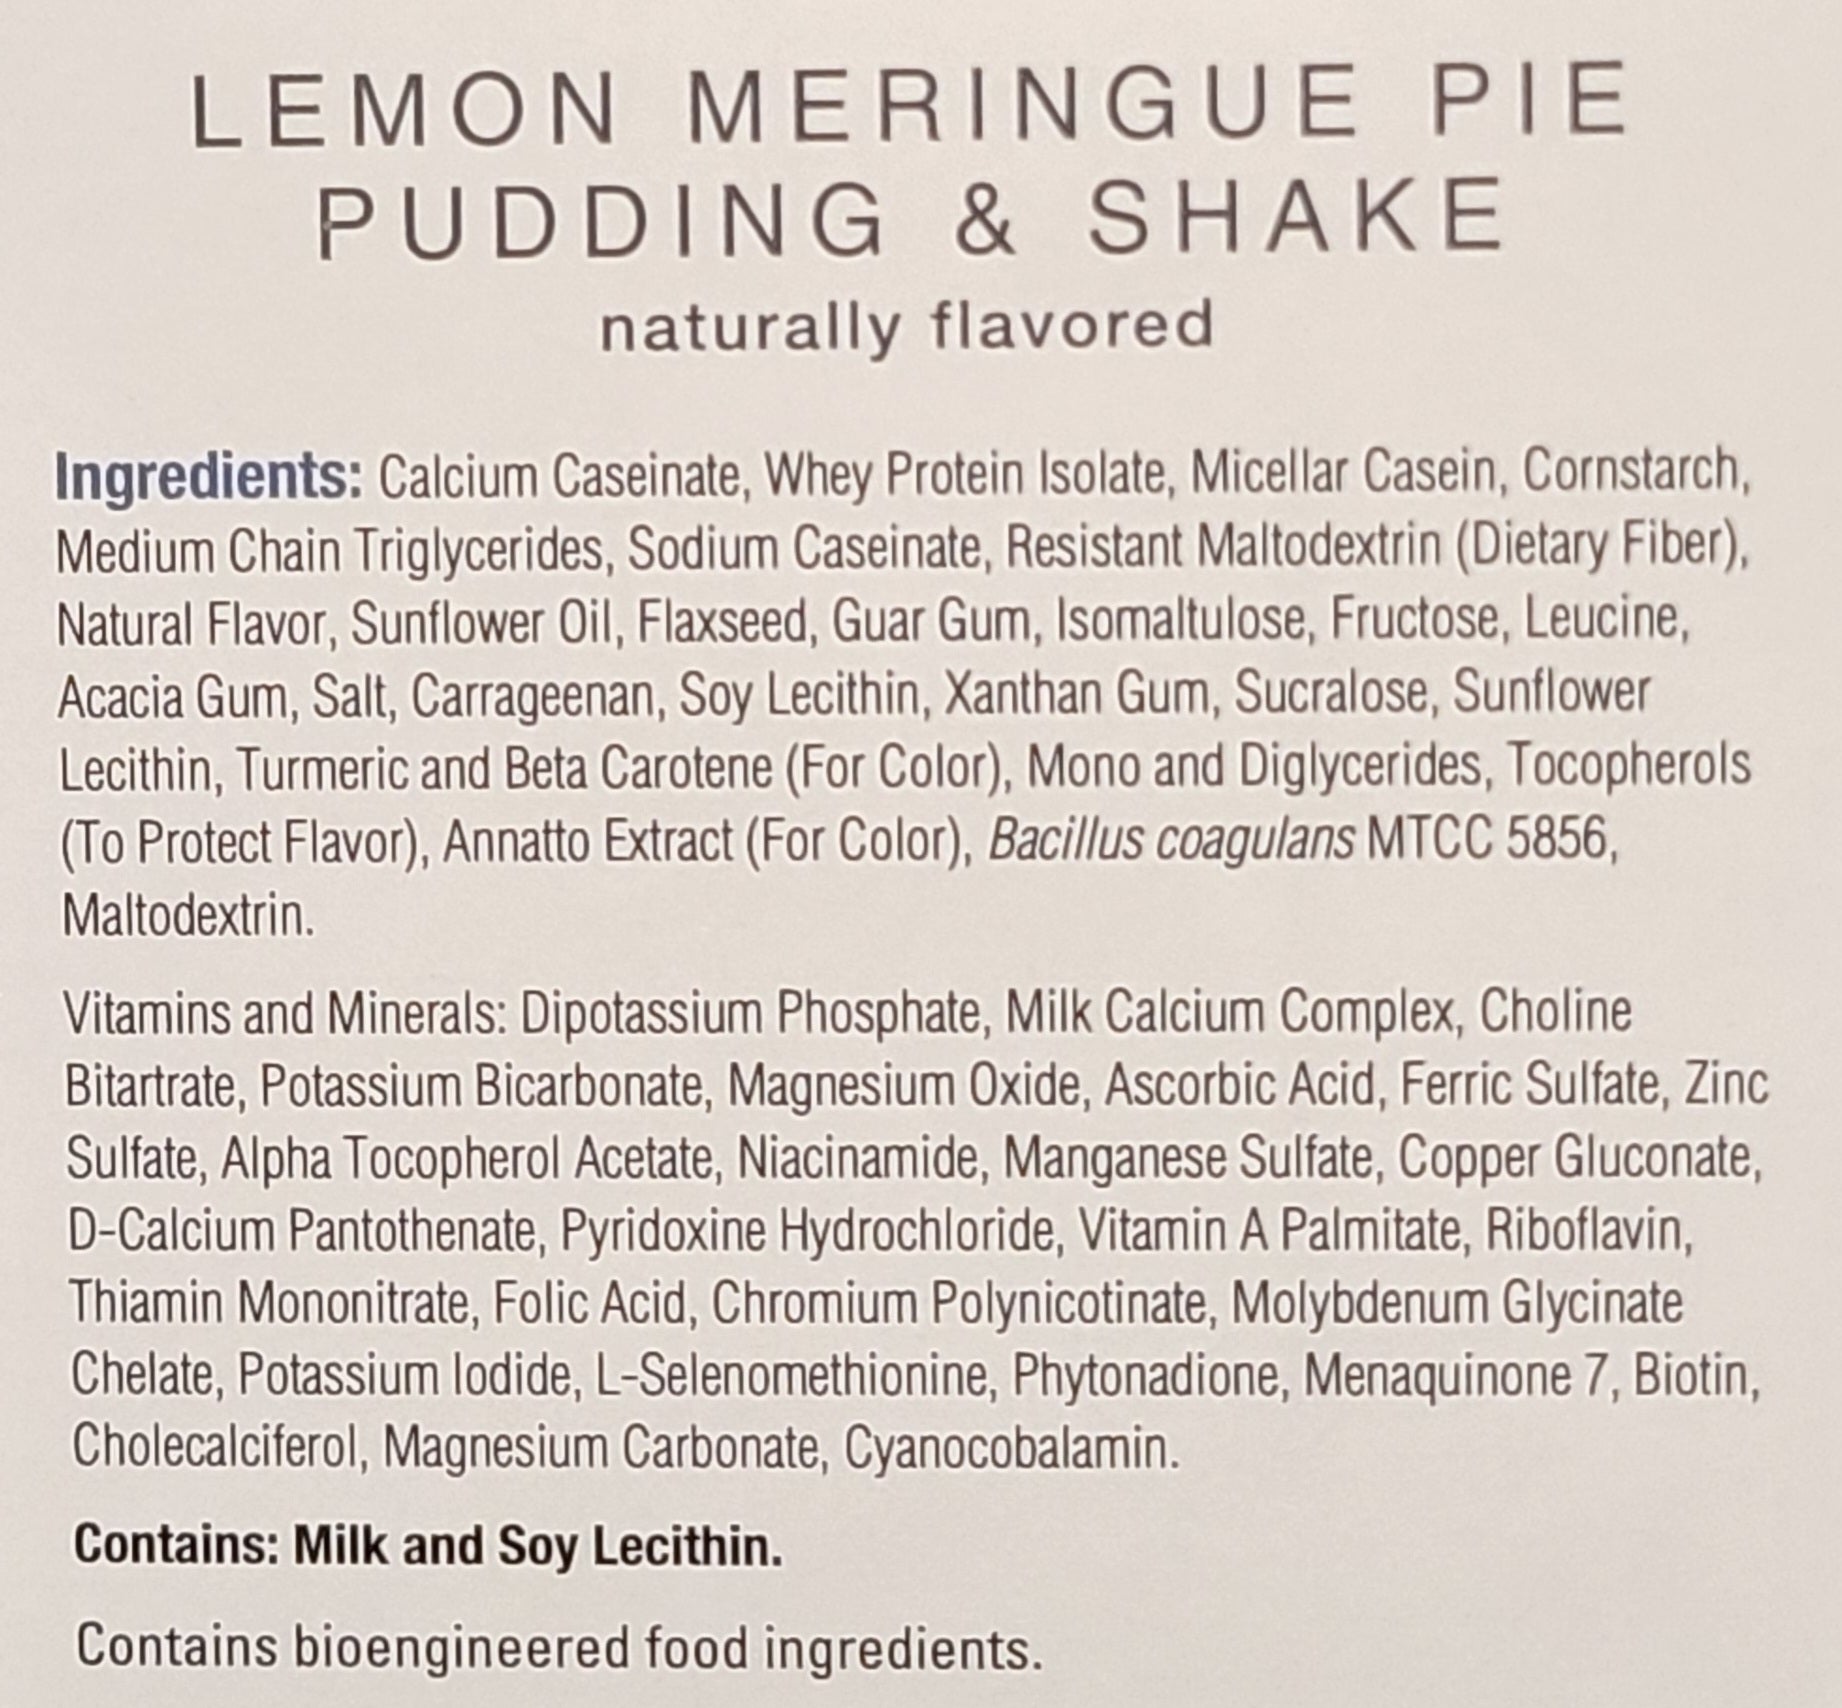 LEMON MERINGUE PIE
PUDDING & SHAKE
naturally flavored
Ingredients: Calcium Caseinate, Whey Protein Isolate, Micellar Casein, Cornstarch,
Medium Chain Triglycerides, Sodium Caseinate, Resistant Maltodextrin (Dietary Fiber),
Natural Flavor, Sunflower Oil, Flaxseed, Guar Gum, Isomaltulose, Fructose, Leucine,
Acacia Gum, Salt, Carrageenan, Soy Lecithin, Xanthan Gum, Sucralose, Sunflower
Lecithin, Turmeric and Beta Carotene (For Color), Mono and Diglycerides, Tocopherols
(To Protect Flavor), Annatto Extract (For Color), Bacillus coagulans MTCC 5856,
Maltodextrin.
Vitamins and Minerals: Dipotassium Phosphate, Milk Calcium Complex, Choline
Bitartrate, Potassium Bicarbonate, Magnesium Oxide, Ascorbic Acid, Ferric Sulfate, Zinc
Sulfate, Alpha Tocopherol Acetate, Niacinamide, Manganese Sulfate, Copper Gluconate,
D-Calcium Pantothenate, Pyridoxine Hydrochloride, Vitamin A Palmitate, Riboflavin,
Thiamin Mononitrate, Folic Acid, Chromium Polynicotinate, Molybdenum Glycinate
Chelate, Potassium Iodide, L-Selenomethionine, Phytonadione, Menaquinone 7, Biotin,
Cholecalciferol, Magnesium Carbonate, Cyanocobalamin.
Contains: Milk and Soy Lecithin.
Contains bioengineered food ingredients.